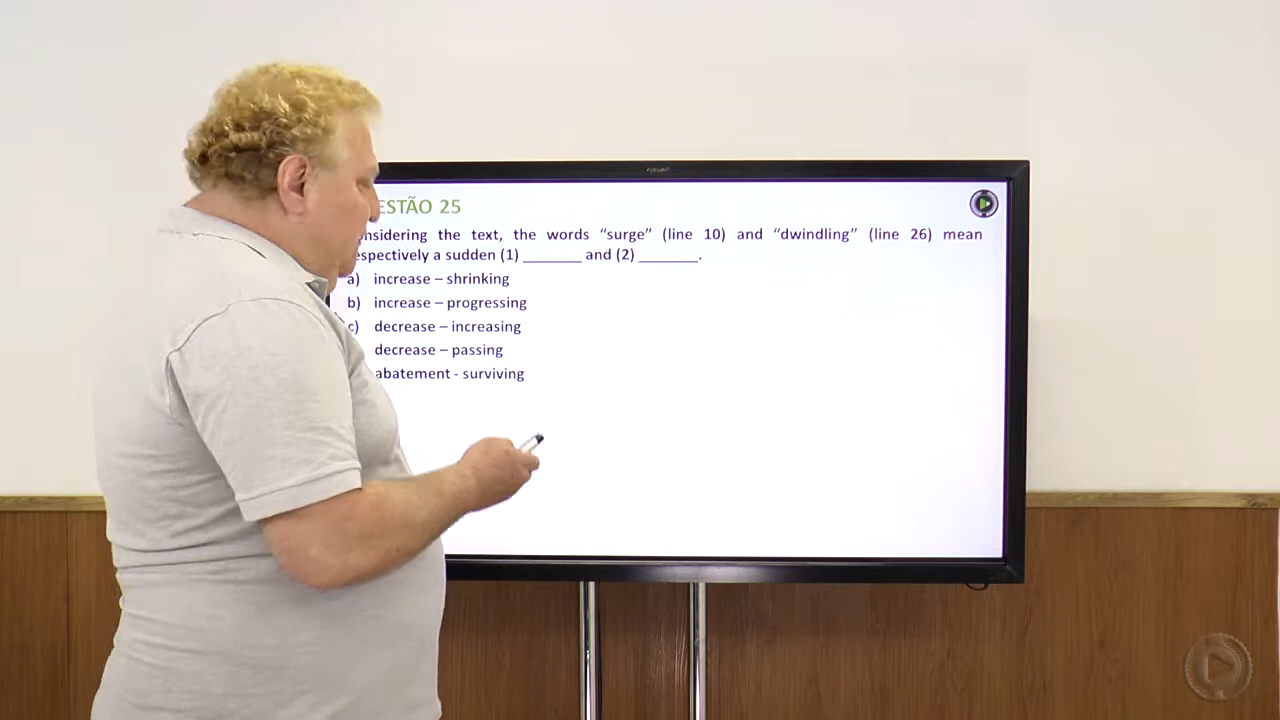 ESTÃO 25
nsidering the text, the words “surge” (line 10) and “dwindling” (line 26) mean
espectively a sudden (1) _______ and (2) _______.
a) increase – shrinking
b) increase – progressing
c) decrease – increasing
decrease – passing
abatement - surviving